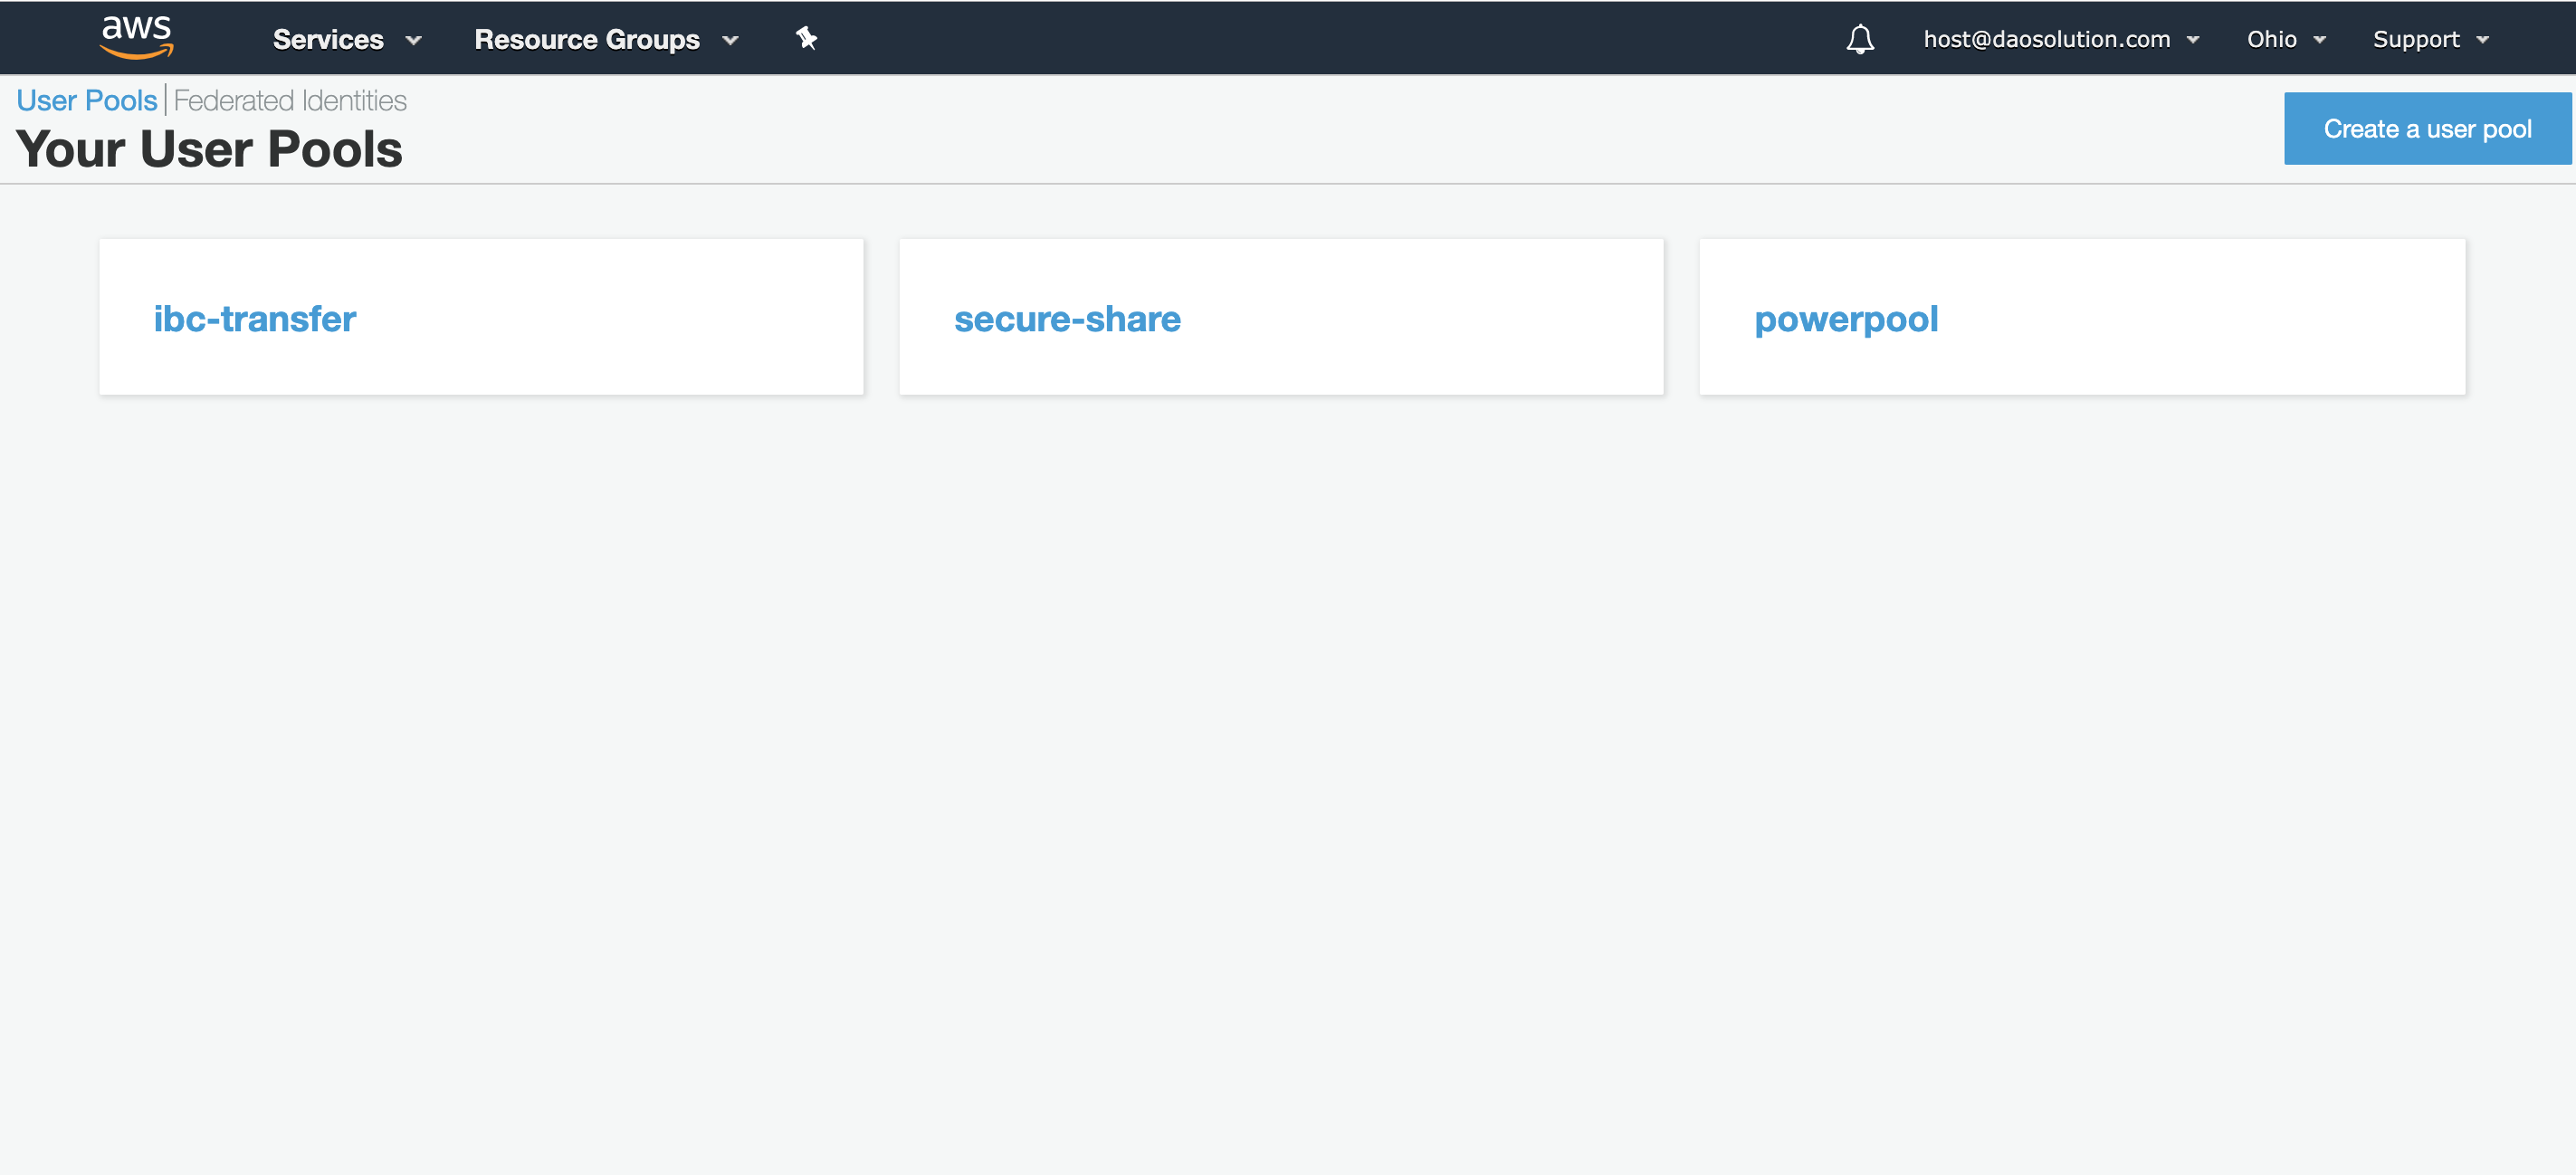 aws Services Resource Groups host@daosolution.com Ohio Support
User Pools Federated Identities
Your User Pools
Create a user pool
ibc-transfer secure-share powerpool